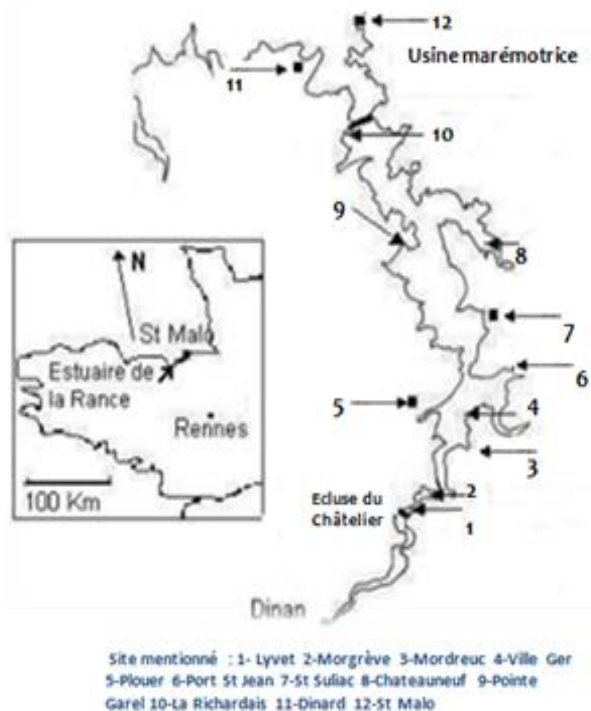 12
Usine marémotrice
11
10
9
8
7
6
5
4
3
Ecluse du
Châtelier
2
1
Dinan
N
St Malo
Estuaire de
la Rance
Rennes
100 Km
Site mentionné : 1- Lyvet 2-Morgrève 3-Mordreuc 4-Ville Ger
5-Plouer 6-Port St Jean 7-St Suliac 8-Chateauneuf 9-Pointe
Garel 10-La Richardais 11-Dinard 12-St Malo